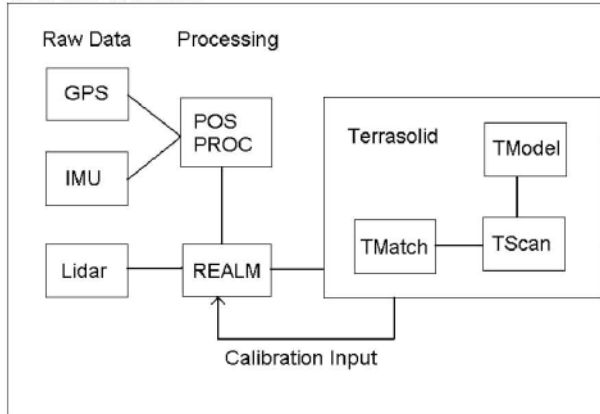 Raw Data
Processing
GPS
POS
PROC
IMU
Terrasolid
TModel
TMatch
TScan
Lidar
REALM
Calibration Input